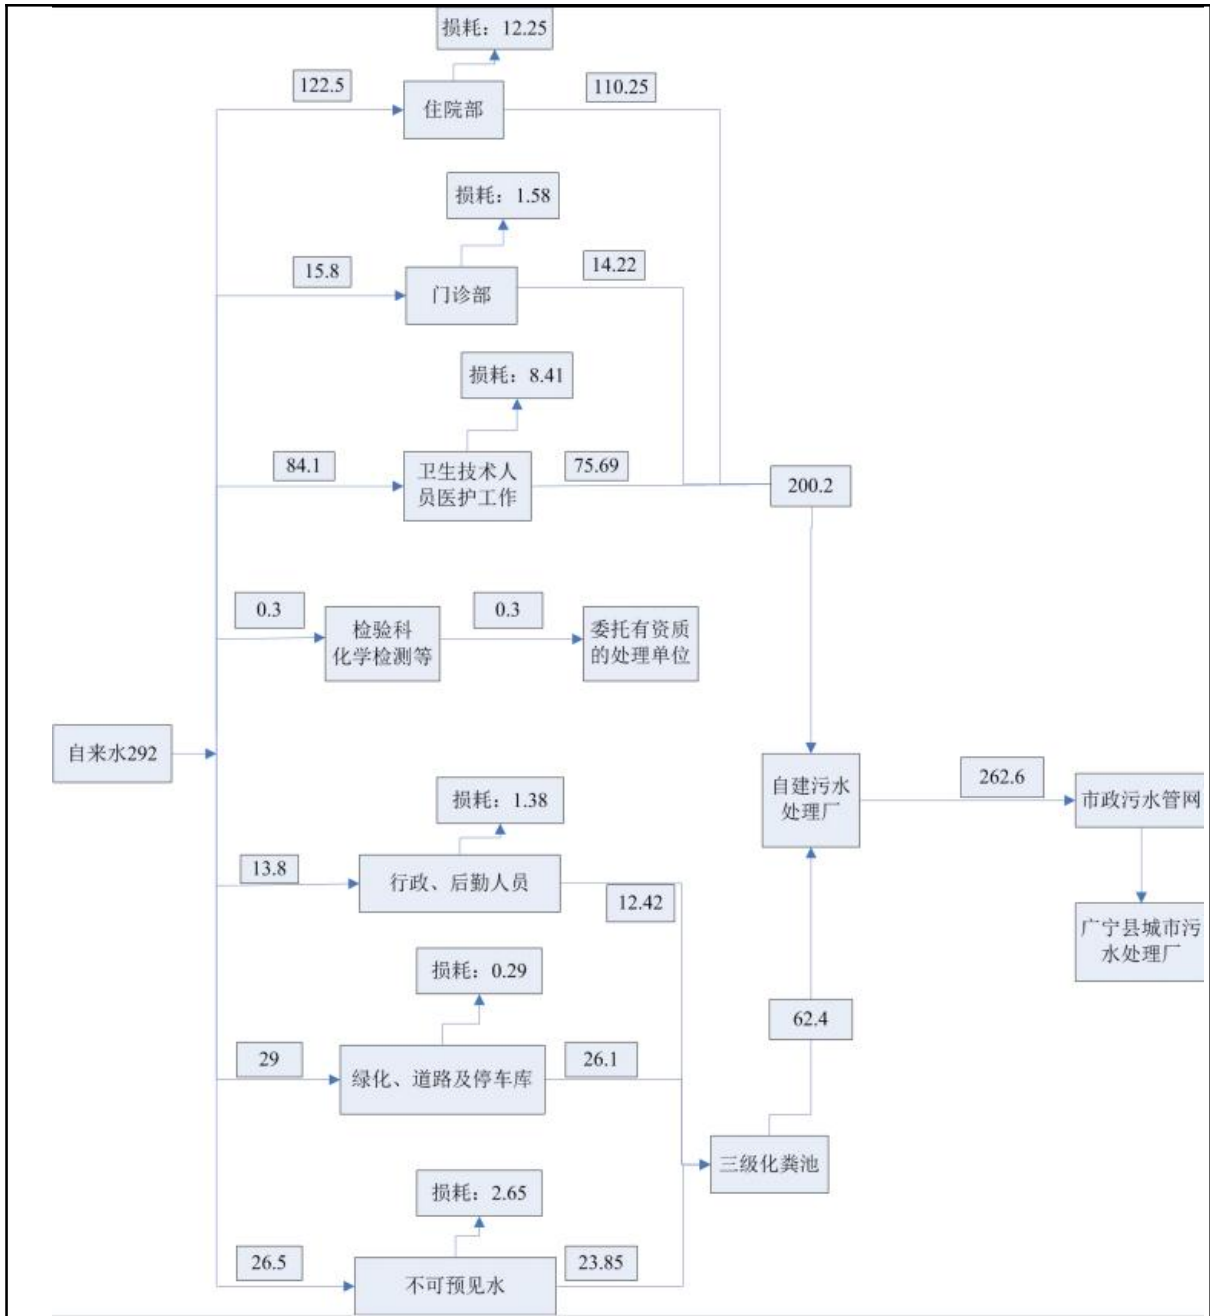 损耗：12.25
122.5
住院部
110.25
损耗：1.58
15.8
门诊部
14.22
损耗：8.41
84.1
卫生技术人
员医护工作
75.69
200.2
0.3
检验科
化学检测等
0.3
委托有资质
的处理单位
自来水292
自建污水
处理厂
262.6
市政污水管网
广宁县城市污
水处理厂
损耗：1.38
13.8
行政、后勤人员
12.42
损耗：0.29
29
绿化、道路及停车库
26.1
62.4
三级化粪池
损耗：2.65
26.5
不可预见水
23.85